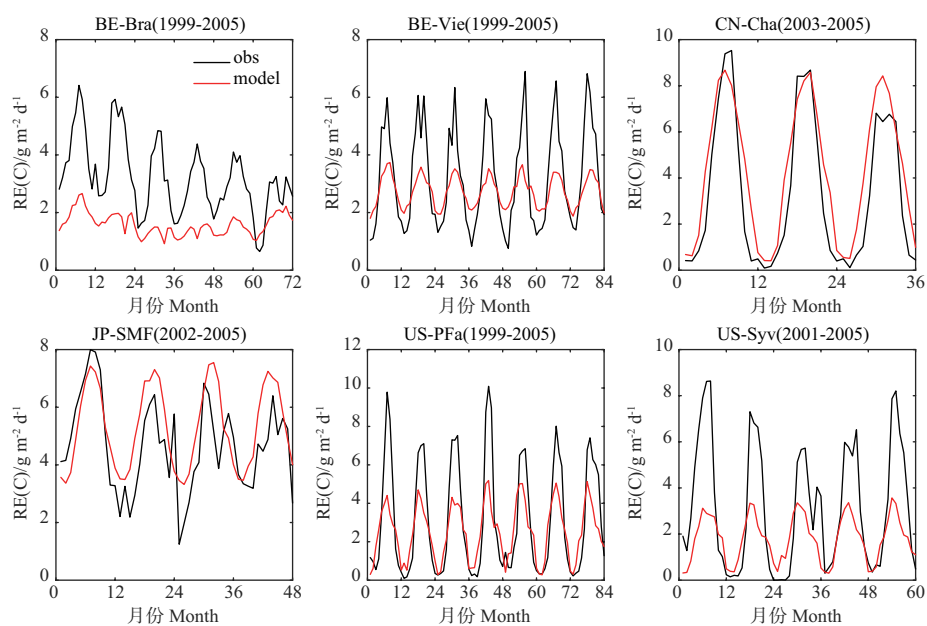 BE-Bra(1999-2005)
BE-Vie(1999-2005)
CN-Cha(2003-2005)
RE(C)/g m⁻² d⁻¹
8
6
4
2
0
obs
model
0 12 24 36 48 60 72
月份 Month
RE(C)/g m⁻² d⁻¹
8
6
4
2
0
0 12 24 36 48 60 72 84
月份 Month
RE(C)/g m⁻² d⁻¹
10
8
6
4
2
0
0 12 24 36
月份 Month
JP-SMF(2002-2005)
US-PFa(1999-2005)
US-Syv(2001-2005)
RE(C)/g m⁻² d⁻¹
8
6
4
2
0
0 12 24 36 48
月份 Month
RE(C)/g m⁻² d⁻¹
12
10
8
6
4
2
0
0 12 24 36 48 60 72 84
月份 Month
RE(C)/g m⁻² d⁻¹
10
8
6
4
2
0
0 12 24 36 48 60
月份 Month